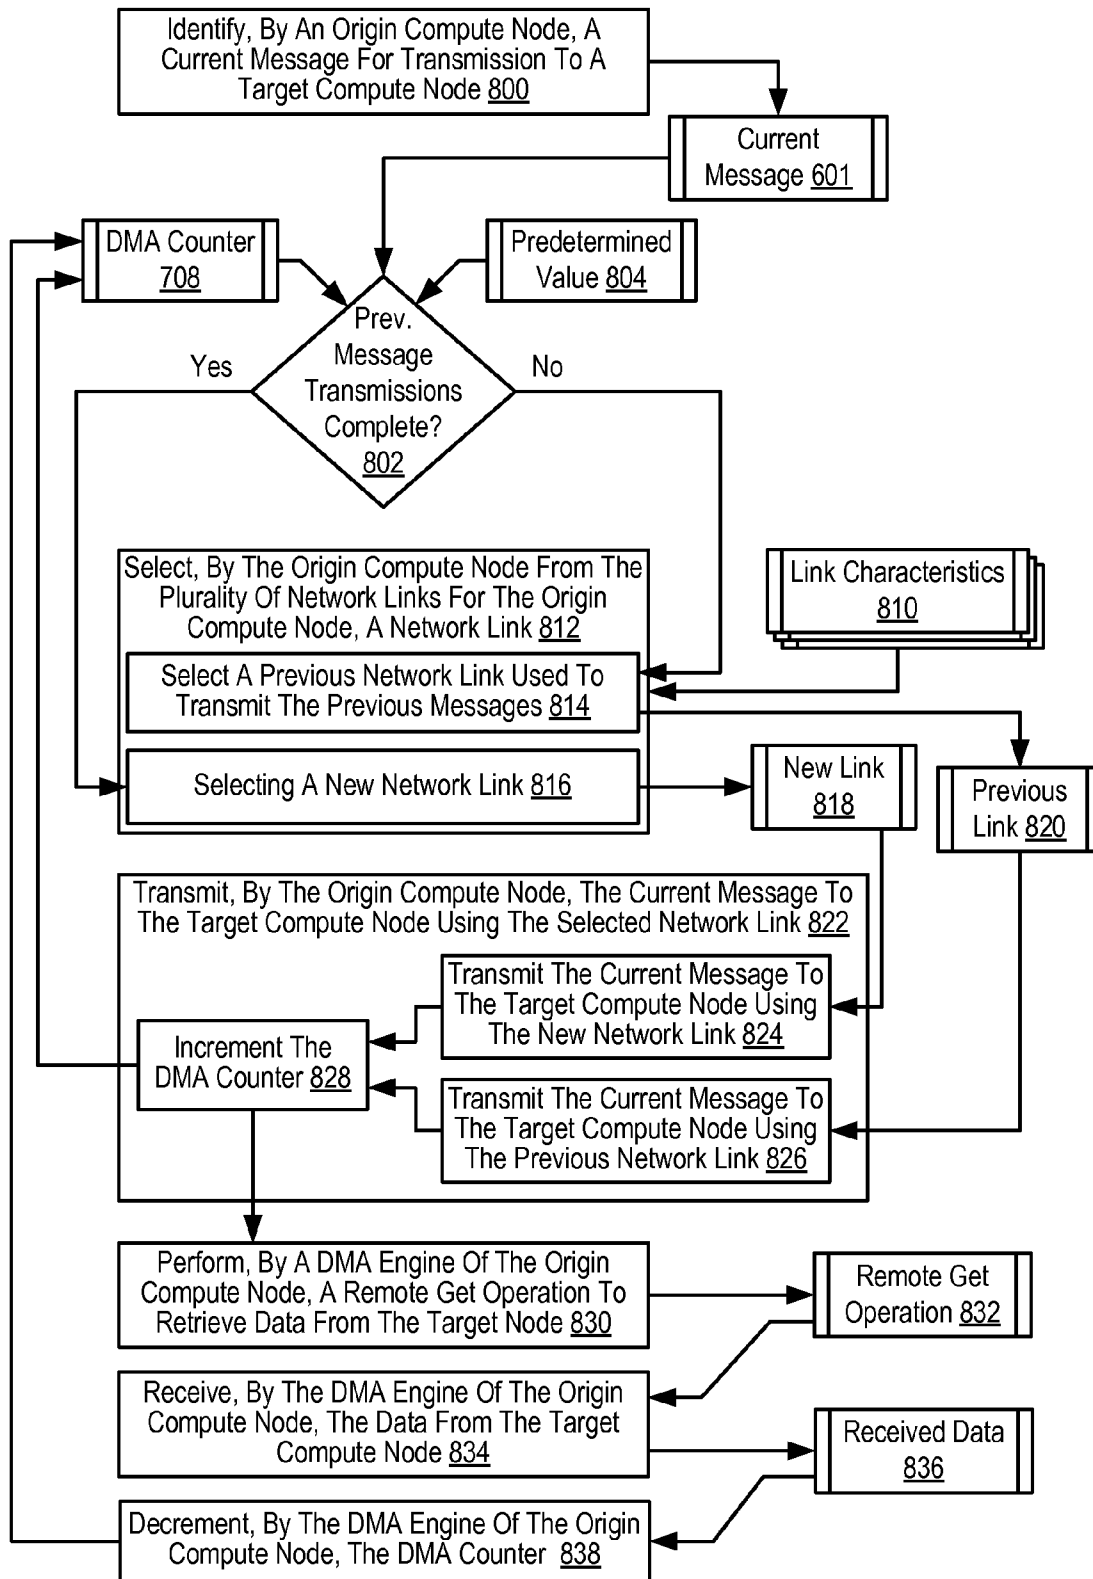 Identify, By An Origin Compute Node, A
Current Message For Transmission To A
Target Compute Node 800
Current
Message 601
DMA Counter
708
Predetermined
Value 804
Prev.
Message
Transmissions
Complete?
802
Yes
No
Select, By The Origin Compute Node From The
Plurality Of Network Links For The Origin
Compute Node, A Network Link 812
Link Characteristics
810
Select A Previous Network Link Used To
Transmit The Previous Messages 814
Selecting A New Network Link 816
New Link
818
Previous
Link 820
Transmit, By The Origin Compute Node, The Current Message To
The Target Compute Node Using The Selected Network Link 822
Transmit The Current Message To
The Target Compute Node Using
The New Network Link 824
Increment The
DMA Counter 828
Transmit The Current Message To
The Target Compute Node Using
The Previous Network Link 826
Perform, By A DMA Engine Of The Origin
Compute Node, A Remote Get Operation To
Retrieve Data From The Target Node 830
Remote Get
Operation 832
Receive, By The DMA Engine Of The Origin
Compute Node, The Data From The Target
Compute Node 834
Received Data
836
Decrement, By The DMA Engine Of The Origin
Compute Node, The DMA Counter 838